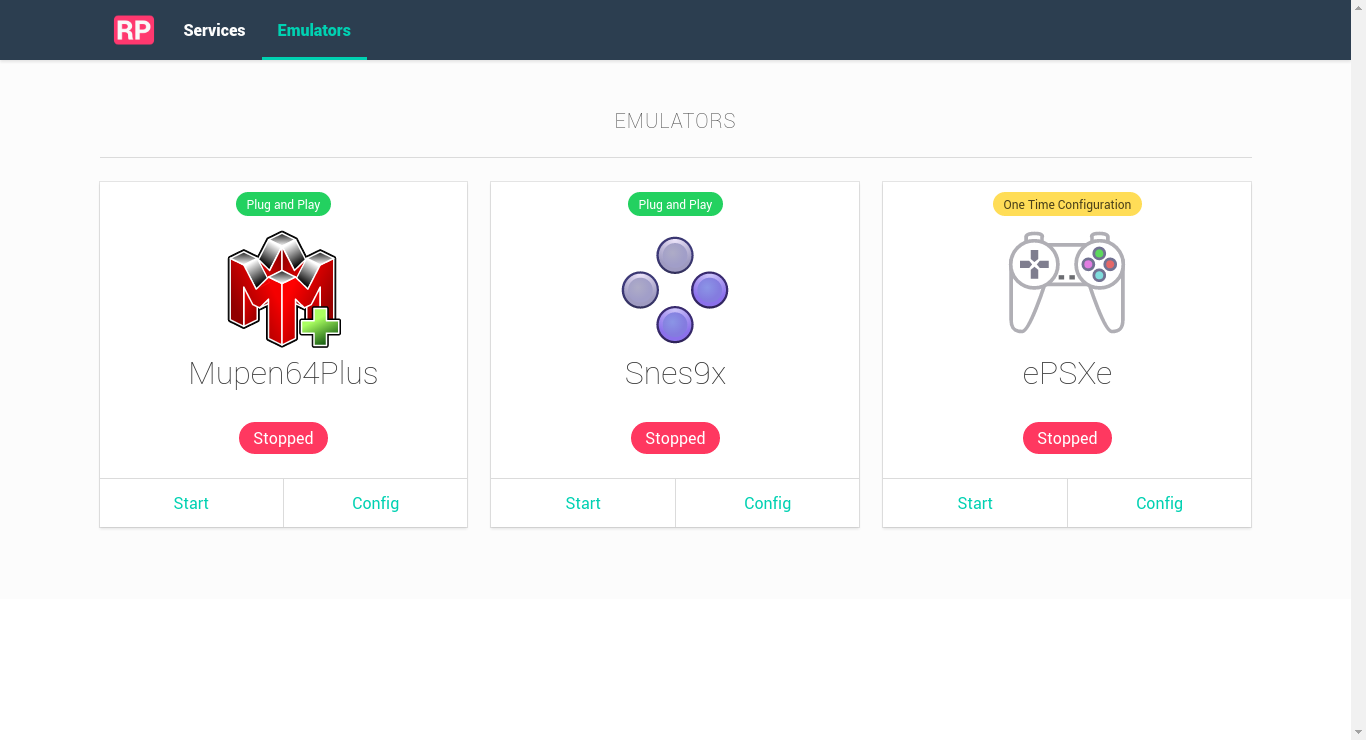 RP Services Emulators
EMULATORS
Plug and Play
Mupen64Plus
Stopped
Start Config
Plug and Play
Snes9x
Stopped
Start Config
One Time Configuration
ePSXe
Stopped
Start Config